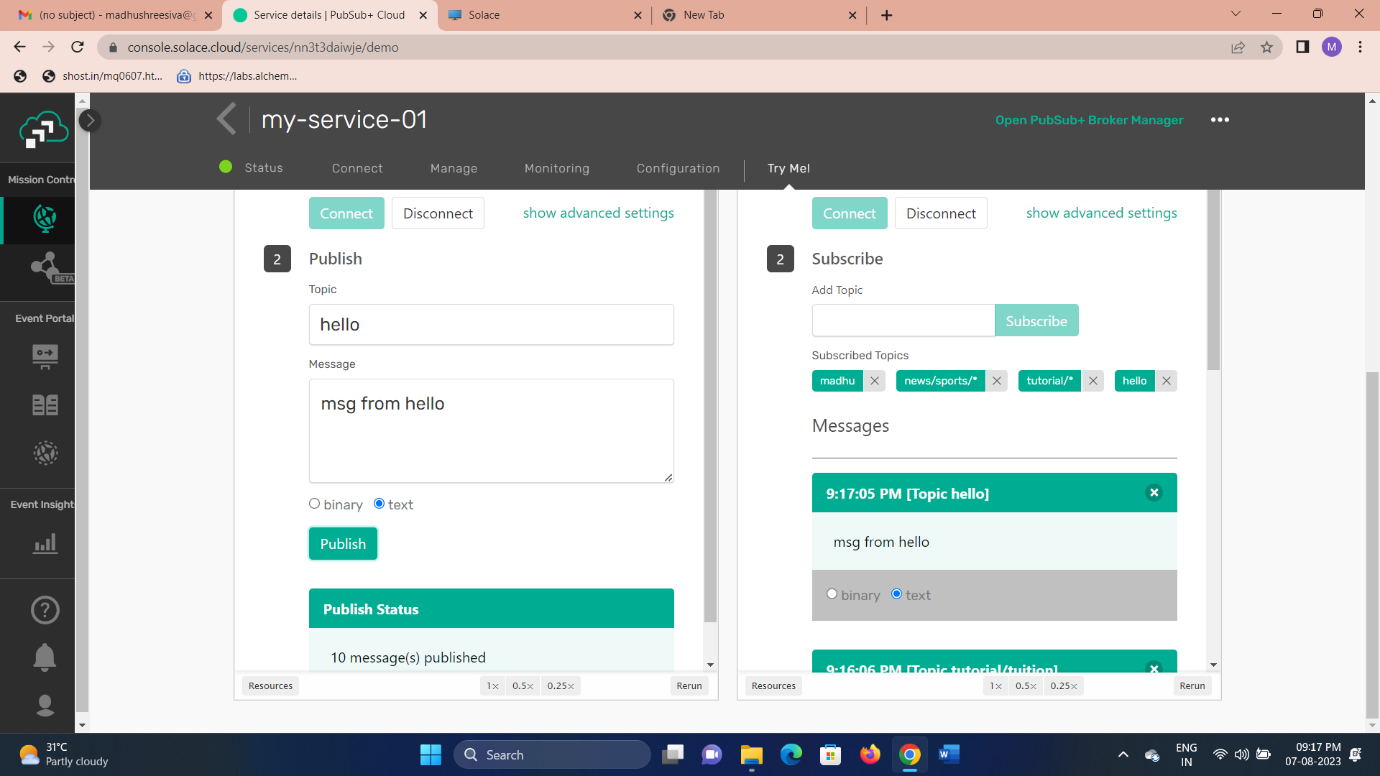 (no subject) - madhushreesiva@g
Service details | PubSub+ Cloud
Solace
New Tab
console.solace.cloud/services/nn3t3daiwje/demo
M
shost.in/mq0607.ht...
https://labs.alchem...
my-service-01
Open PubSub+ Broker Manager
Status Connect Manage Monitoring Configuration Try Me!
Mission Contr
BETA
Event Portal
Event Insight
Connect Disconnect show advanced settings
2 Publish
Topic
hello
Message
msg from hello
binary text
Publish
Publish Status
10 message(s) published
Resources 1x 0.5x 0.25x Rerun
Connect Disconnect show advanced settings
2 Subscribe
Add Topic
Subscribe
Subscribed Topics
madhu news/sports/* tutorial/* hello
Messages
9:17:05 PM [Topic hello]
msg from hello
binary text
9:16:06 PM [Topic tutorial/tuition]
Resources 1x 0.5x 0.25x Rerun
31°C
Partly cloudy
Search
ENG
IN
09:17 PM
07-08-2023